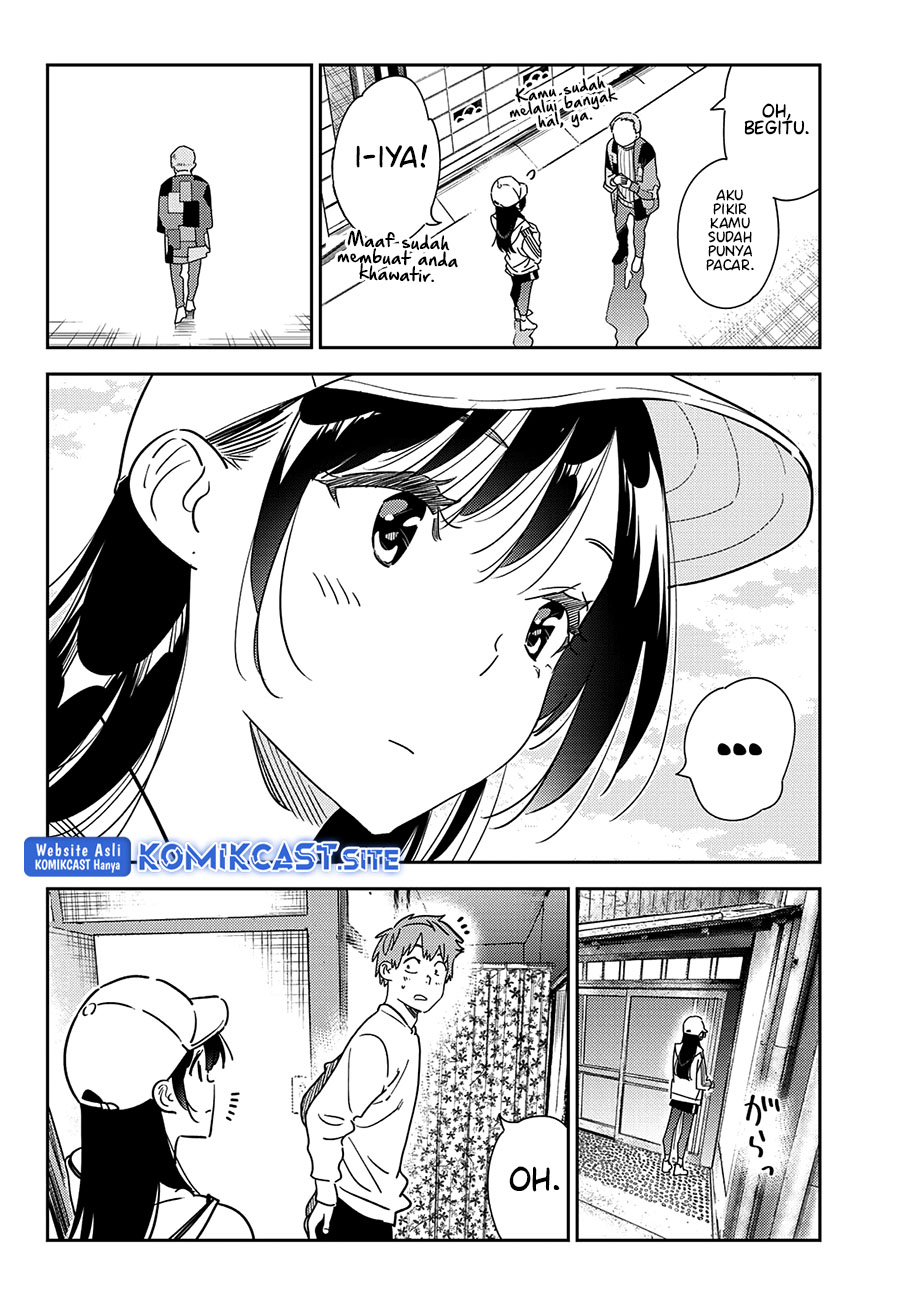 OH,
BEGITU.
AKU
PIKIR
KAMU
SUDAH
PUNYA
PACAR.
Kamu sudah
melalui banyak
hal, ya.
I-IYA!
Maaf sudah
membuat anda
khawatir.
...
Website Asli
KOMIKCAST Hanya
KOMIKCAST.SITE
がらっ
OH.